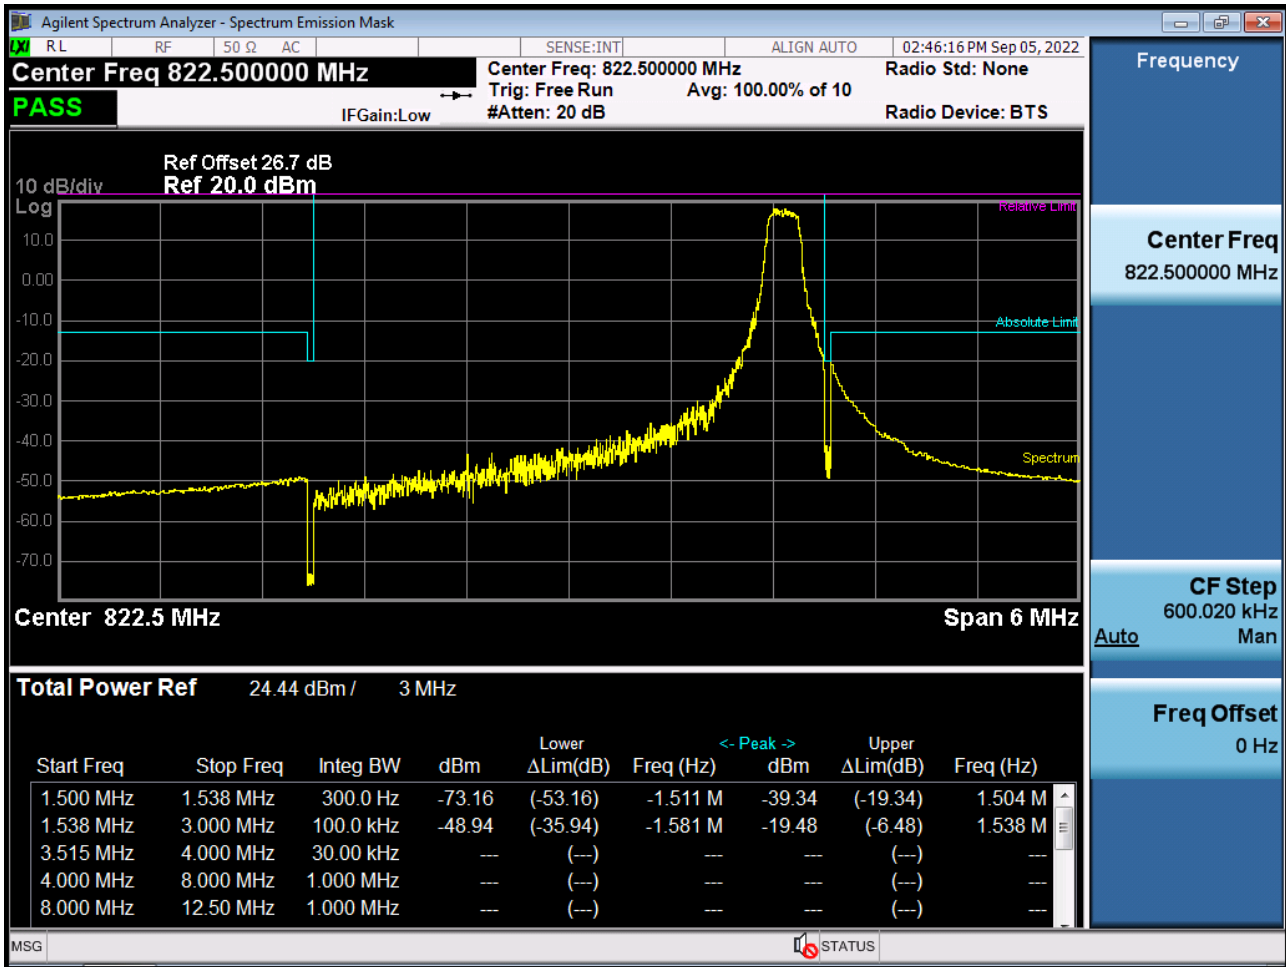 Agilent Spectrum Analyzer - Spectrum Emission Mask
LXI RL RF 50 Ω AC SENSE:INT ALIGN AUTO 02:46:16 PM Sep 05, 2022
Center Freq 822.500000 MHz
Center Freq: 822.500000 MHz
Radio Std: None
Trig: Free Run
Avg: 100.00% of 10
PASS
IFGain:Low
#Atten: 20 dB
Radio Device: BTS
Ref Offset 26.7 dB
10 dB/div Ref 20.0 dBm
Log
Relative Limit
10.0
0.00
-10.0
Absolute Limit
-20.0
-30.0
-40.0
Spectrum
-50.0
-60.0
-70.0
Center 822.5 MHz
Span 6 MHz
Total Power Ref 24.44 dBm / 3 MHz
Lower <- Peak -> Upper
Start Freq Stop Freq Integ BW dBm ΔLim(dB) Freq (Hz) dBm ΔLim(dB) Freq (Hz)
1.500 MHz 1.538 MHz 300.0 Hz -73.16 (-53.16) -1.511 M -39.34 (-19.34) 1.504 M
1.538 MHz 3.000 MHz 100.0 kHz -48.94 (-35.94) -1.581 M -19.48 (-6.48) 1.538 M
3.515 MHz 4.000 MHz 30.00 kHz --- (---) --- --- (---) ---
4.000 MHz 8.000 MHz 1.000 MHz --- (---) --- --- (---) ---
8.000 MHz 12.50 MHz 1.000 MHz --- (---) --- --- (---) ---
MSG
STATUS
Frequency
Center Freq
822.500000 MHz
CF Step
600.020 kHz
Auto Man
Freq Offset
0 Hz